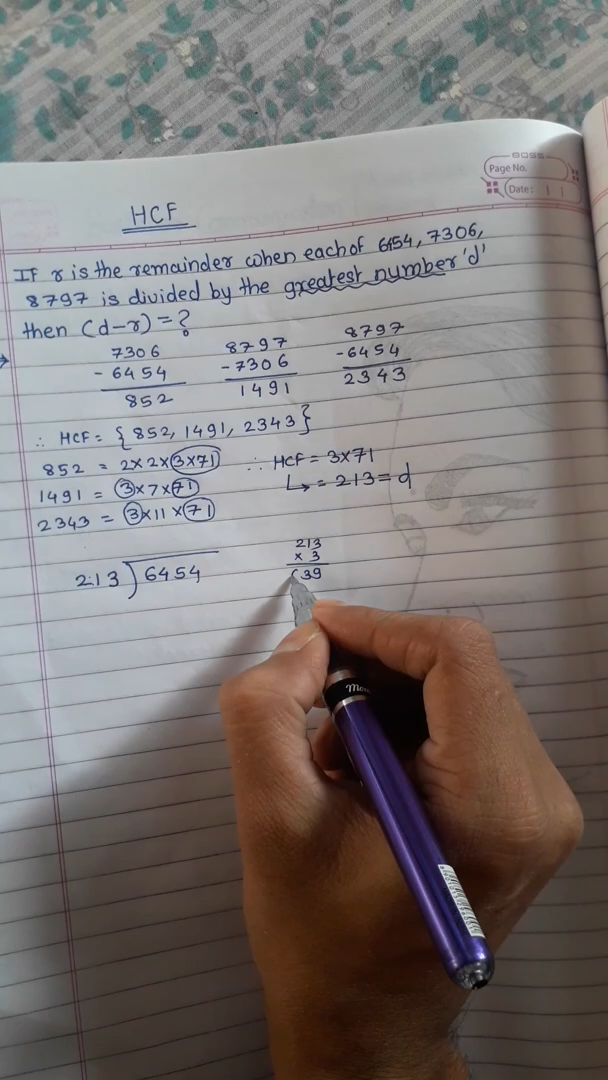 BOSS
Page No.
Date :
HCF
If r is the remainder when each of 6454, 7306,
8797 is divided by the greatest number 'd'
then (d-r) = ?
7306 8797 8797
- 6454 - 7306 - 6454
852 1491 2343
∴ HCF = {852, 1491, 2343}
852 = 2×2×3×71 ∴ HCF = 3×71
1491 = 3×7×71 ↳ = 213 = d
2343 = 3×11×71
213
× 3
213)6454 639